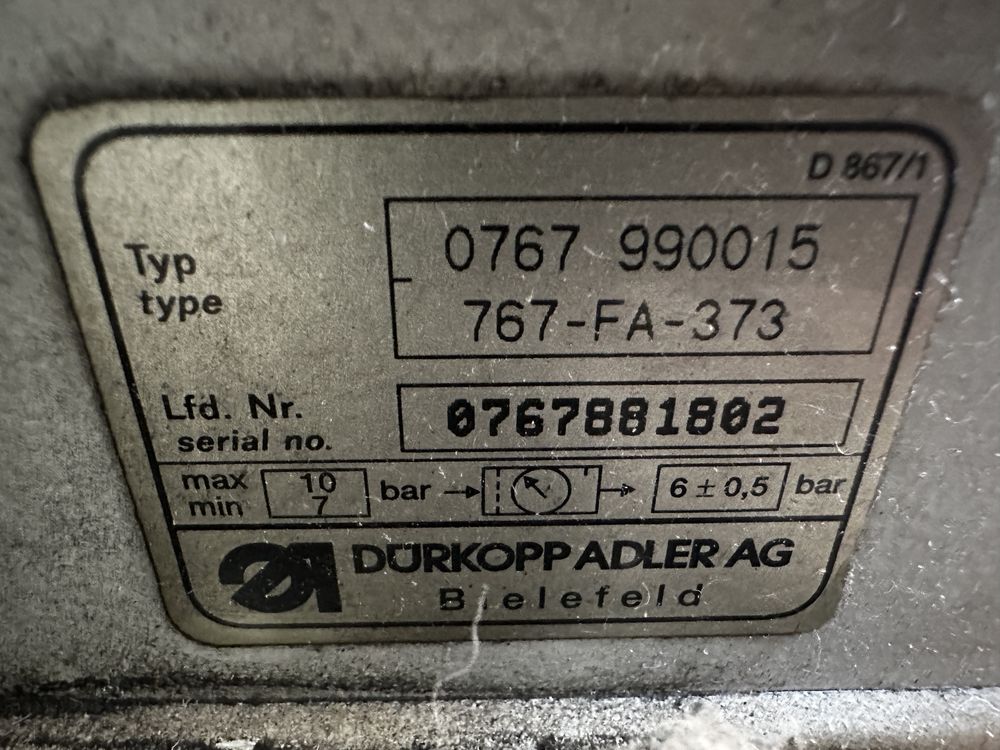 D 867/1
Typ
type
0767 990015
767-FA-373
Lfd. Nr.
serial no.
0767881802
max
min
10
7
bar
6 ± 0,5
bar
DÜRKOPP ADLER AG
Bielefeld